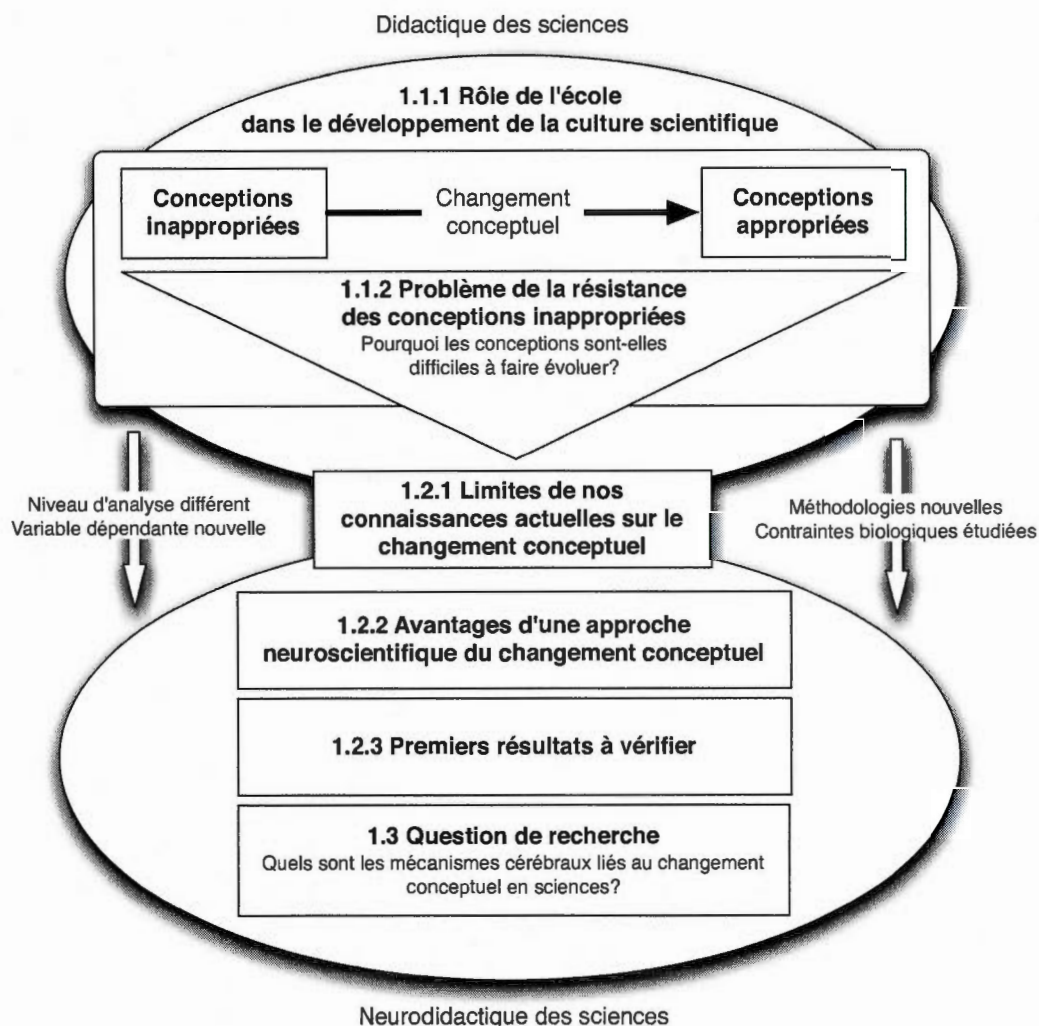 Didactique des sciences
1.1.1 Rôle de l'école
dans le développement de la culture scientifique
Conceptions
inappropriées
Changement
conceptuel
Conceptions
appropriées
1.1.2 Problème de la résistance
des conceptions inappropriées
Pourquoi les conceptions sont-elles
difficiles à faire évoluer?
Niveau d'analyse différent
Variable dépendante nouvelle
1.2.1 Limites de nos
connaissances actuelles sur le
changement conceptuel
Méthodologies nouvelles
Contraintes biologiques étudiées
1.2.2 Avantages d'une approche
neuroscientifique du changement conceptuel
1.2.3 Premiers résultats à vérifier
1.3 Question de recherche
Quels sont les mécanismes cérébraux liés au changement
conceptuel en sciences?
Neurodidactique des sciences